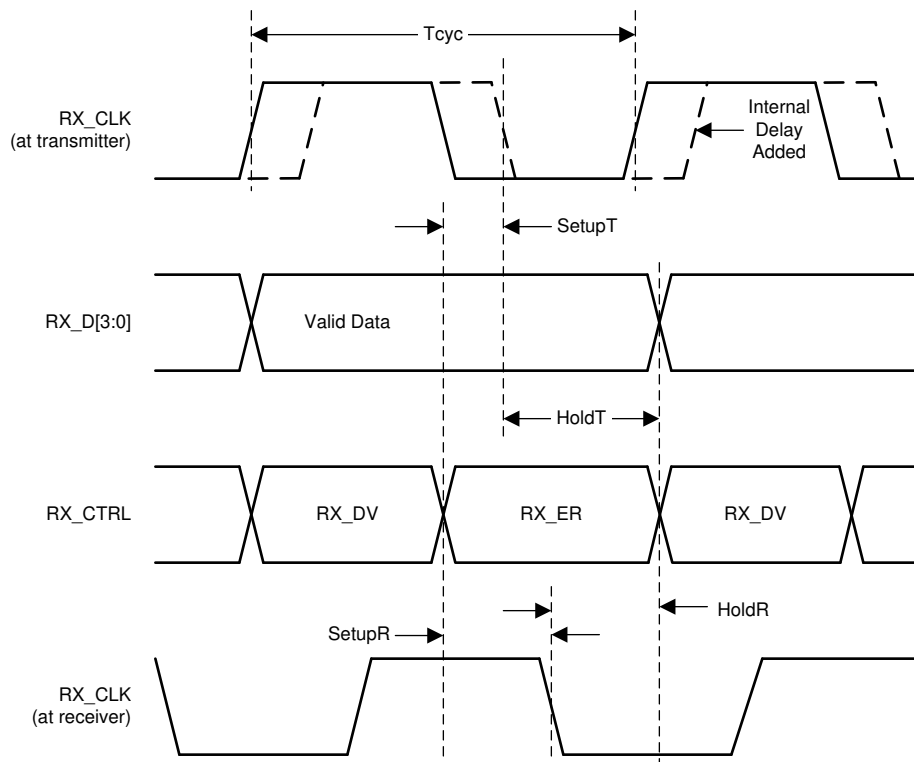 Tcyc
RX_CLK
(at transmitter)
Internal
Delay
Added
SetupT
RX_D[3:0]
Valid Data
HoldT
RX_CTRL
RX_DV
RX_ER
RX_DV
HoldR
SetupR
RX_CLK
(at receiver)